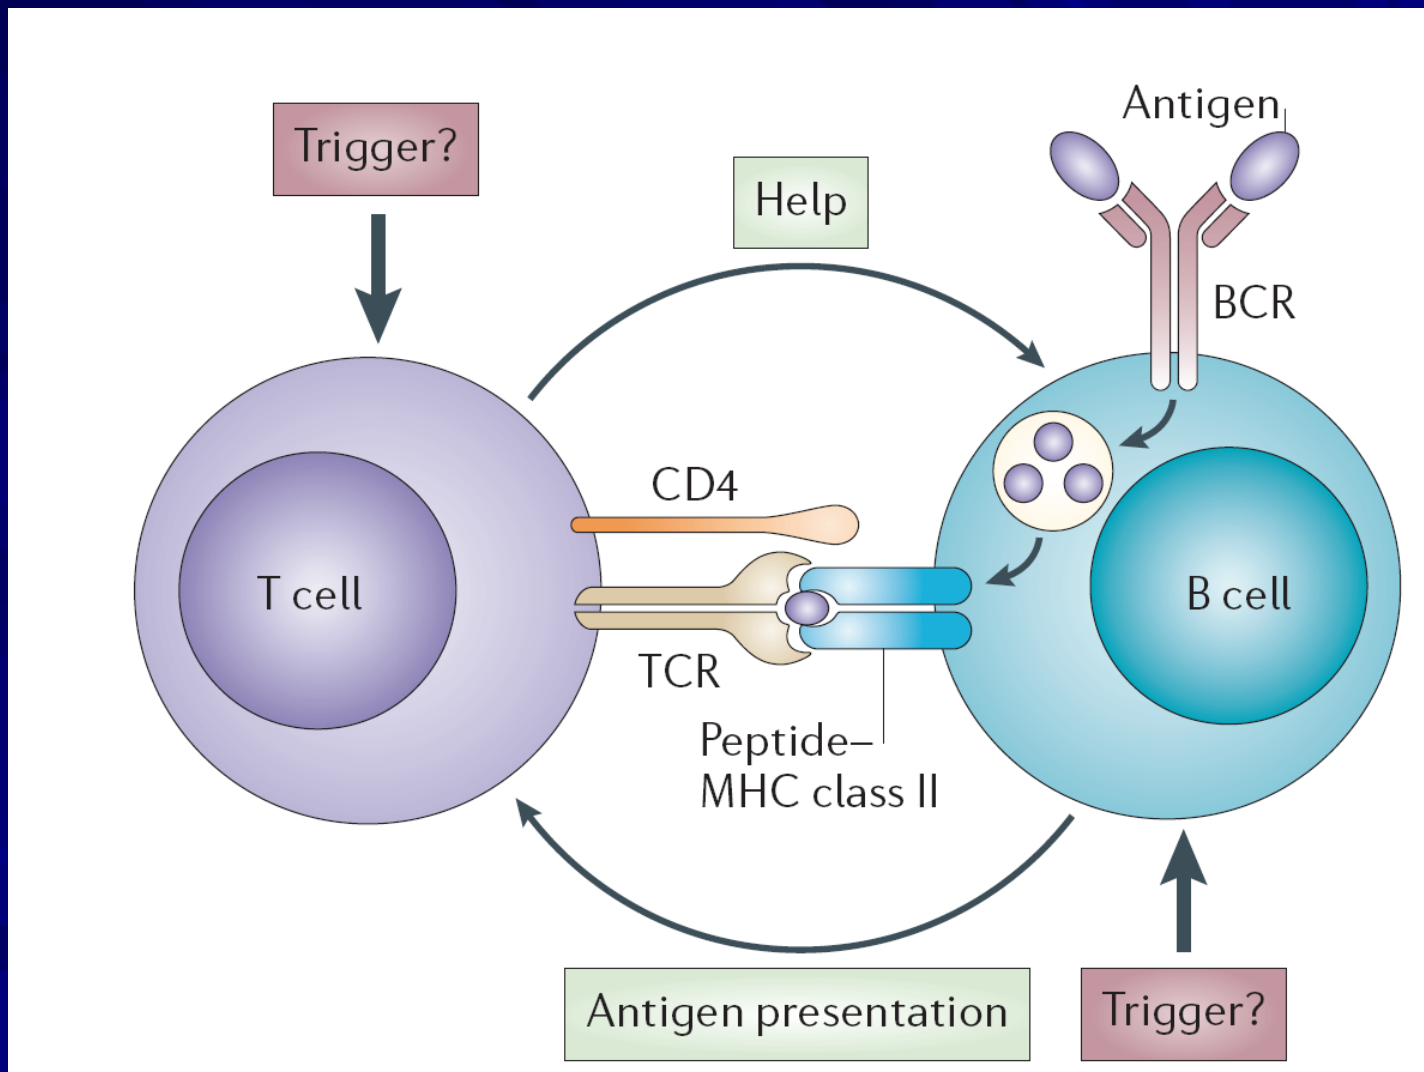 Trigger?
Antigen
Help
BCR
CD4
T cell
B cell
TCR
Peptide–
MHC class II
Antigen presentation
Trigger?